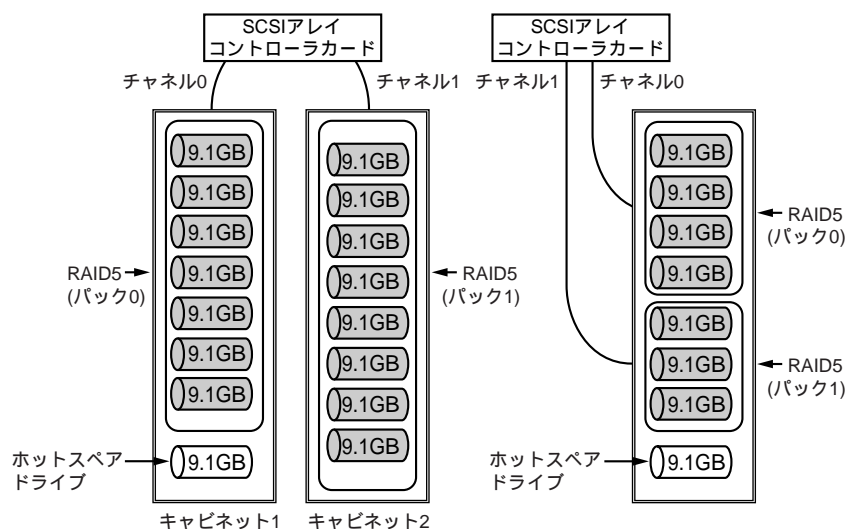 SCSIアレイ
コントローラカード
チャネル0
チャネル1
9.1GB
9.1GB
9.1GB
9.1GB
9.1GB
9.1GB
9.1GB
RAID5
(パック0)
ホットスペア
ドライブ
9.1GB
キャビネット1
9.1GB
9.1GB
9.1GB
9.1GB
9.1GB
9.1GB
9.1GB
9.1GB
RAID5
(パック1)
キャビネット2
SCSIアレイ
コントローラカード
チャネル1
チャネル0
9.1GB
9.1GB
9.1GB
9.1GB
RAID5
(パック0)
9.1GB
9.1GB
9.1GB
RAID5
(パック1)
ホットスペア
ドライブ
9.1GB